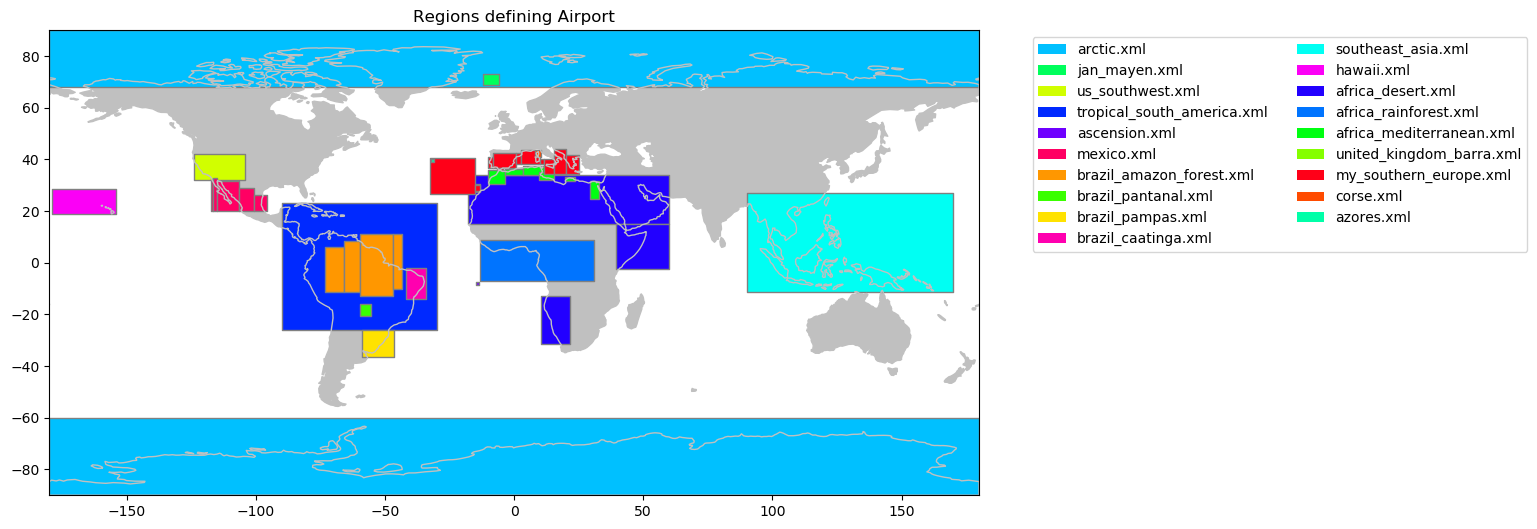 Regions defining Airport
80
60
40
20
0
−20
−40
−60
−80
−150
−100
−50
0
50
100
150
arctic.xml
jan_mayen.xml
us_southwest.xml
tropical_south_america.xml
ascension.xml
mexico.xml
brazil_amazon_forest.xml
brazil_pantanal.xml
brazil_pampas.xml
brazil_caatinga.xml
southeast_asia.xml
hawaii.xml
africa_desert.xml
africa_rainforest.xml
africa_mediterranean.xml
united_kingdom_barra.xml
my_southern_europe.xml
corse.xml
azores.xml